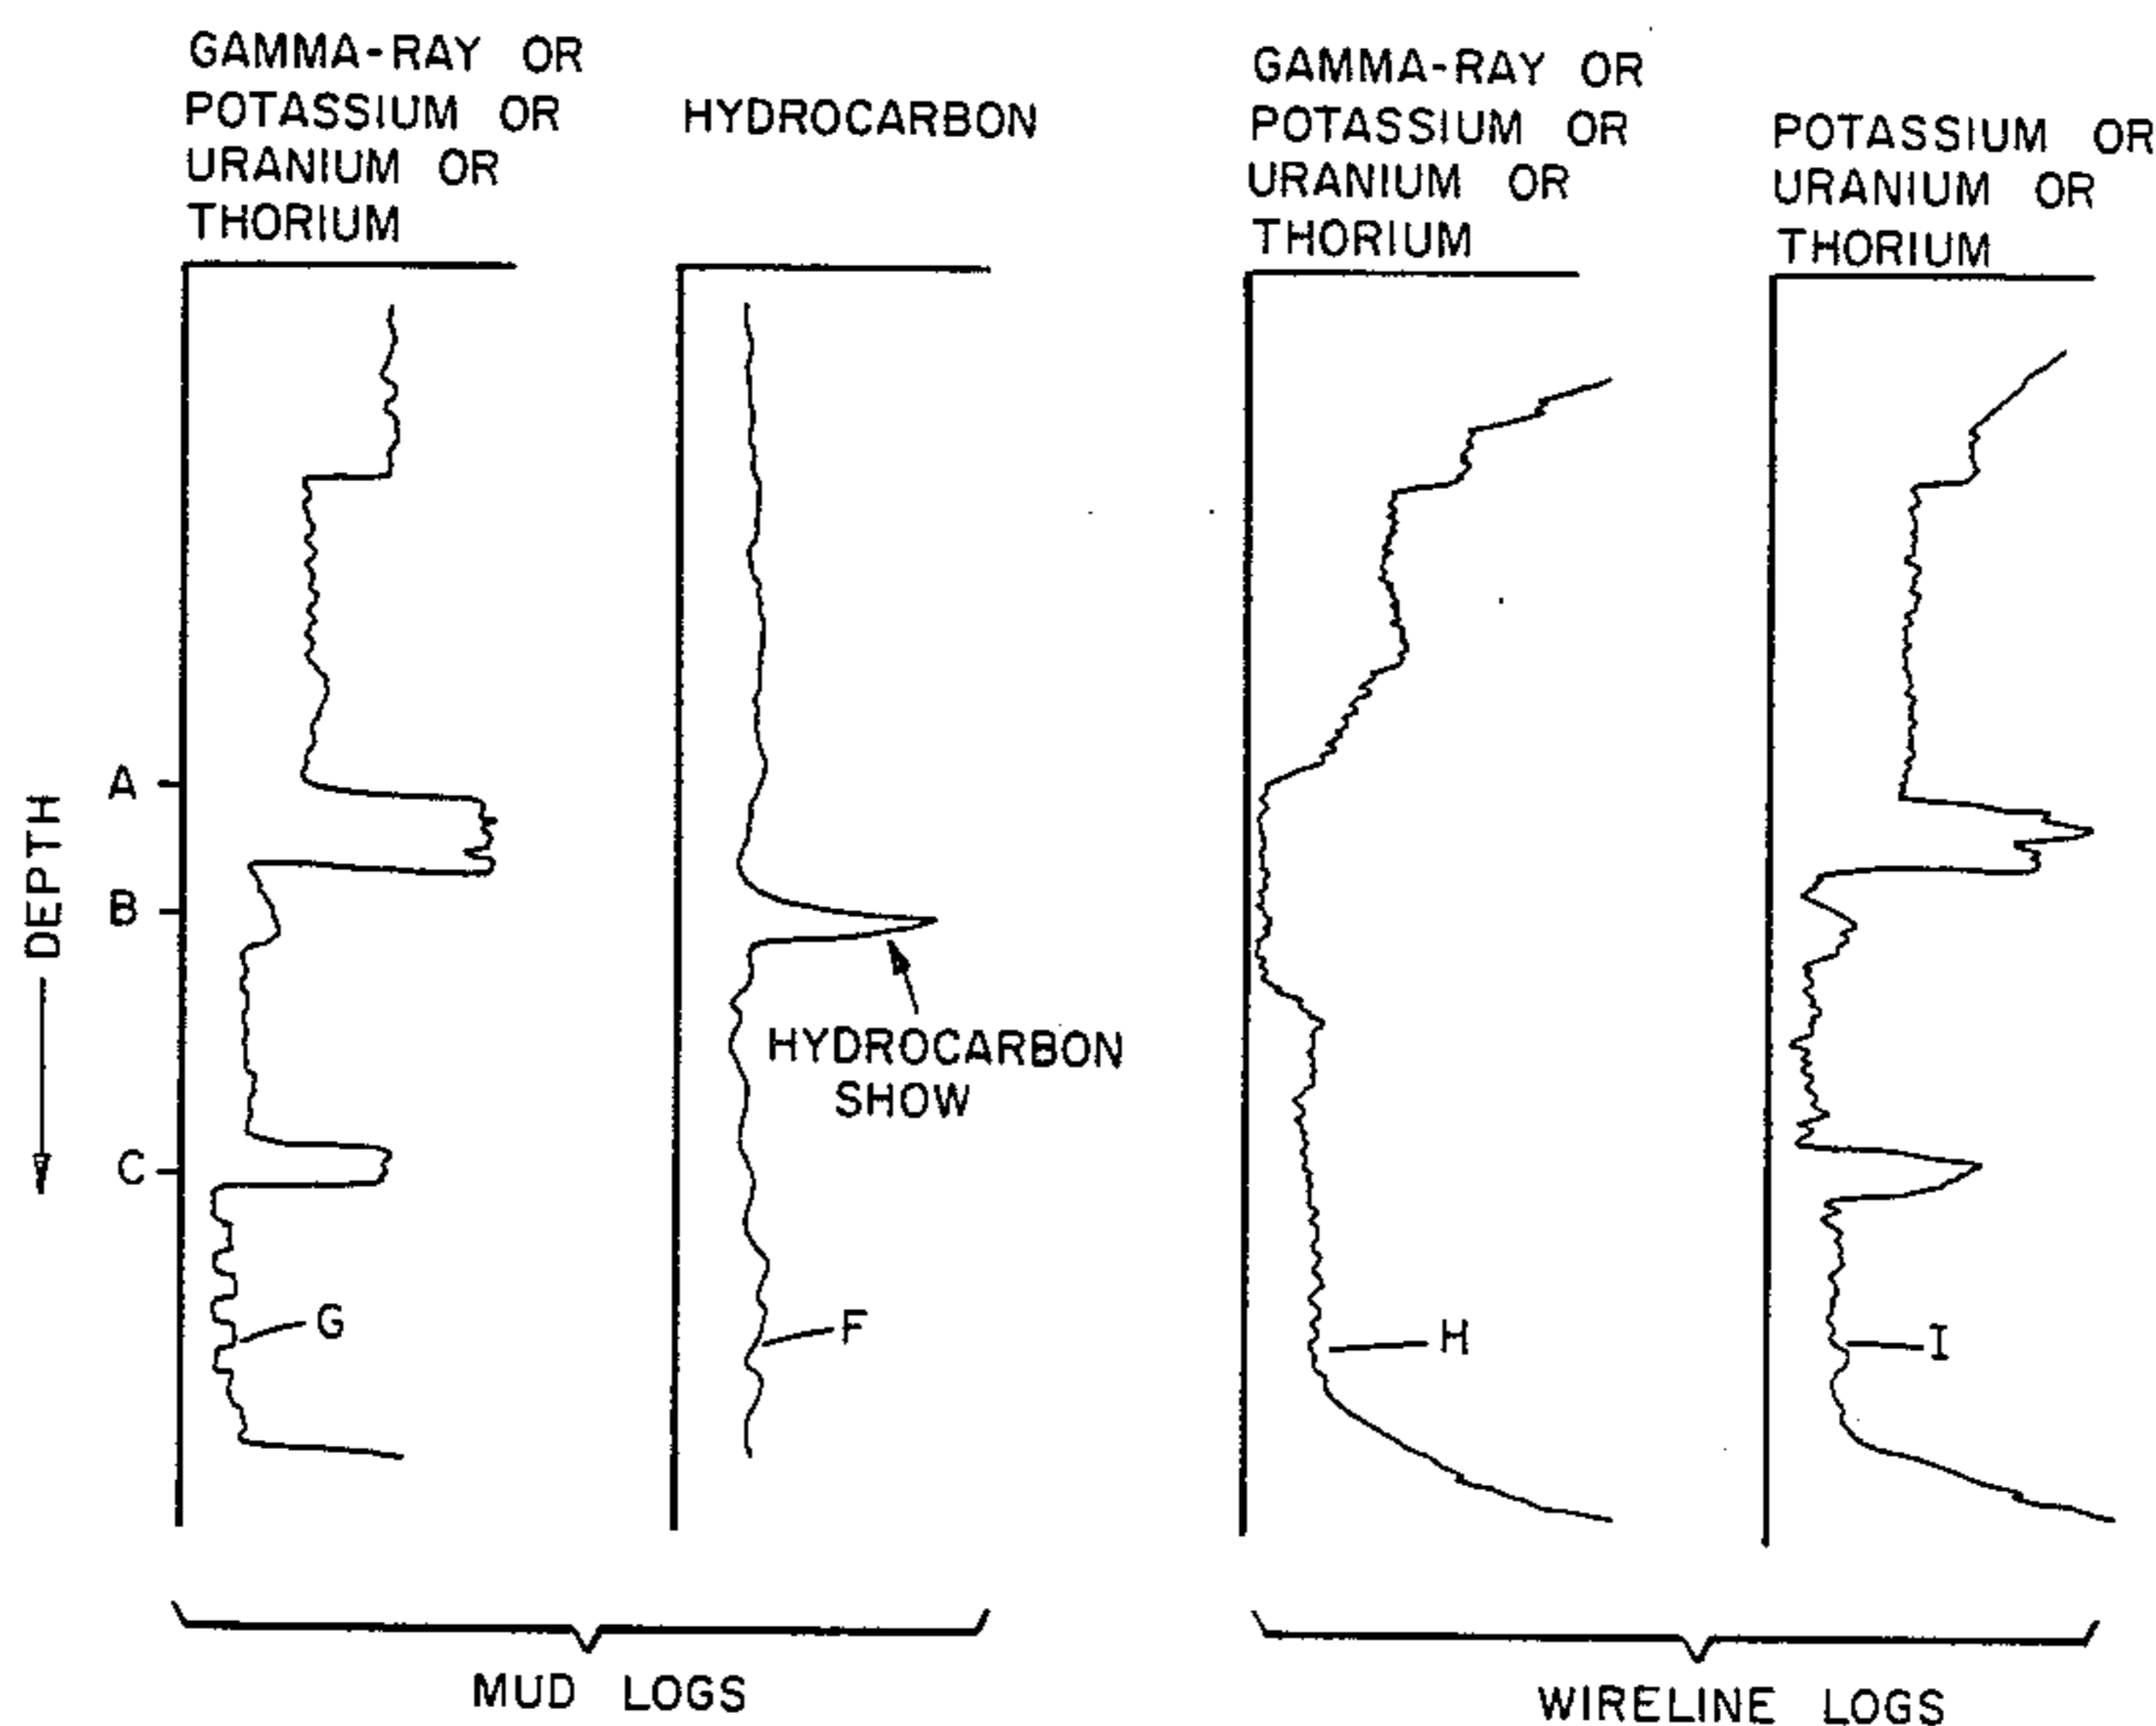 GAMMA-RAY OR
POTASSIUM OR
URANIUM OR
THORIUM
HYDROCARBON
GAMMA-RAY OR
POTASSIUM OR
URANIUM OR
THORIUM
POTASSIUM OR
URANIUM OR
THORIUM
DEPTH
A
B
C
HYDROCARBON
SHOW
G
F
H
I
MUD LOGS
WIRELINE LOGS